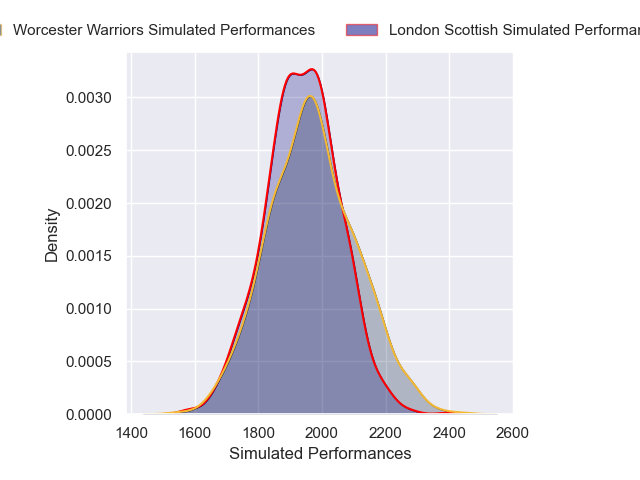 Worcester Warriors Simulated Performances
London Scottish Simulated
0.0030
0.0025
0.0020
0.0015
0.0010
0.0005
0.0000
Density
1400 1600 1800 2000 2200 2400 2600
Simulated Performances